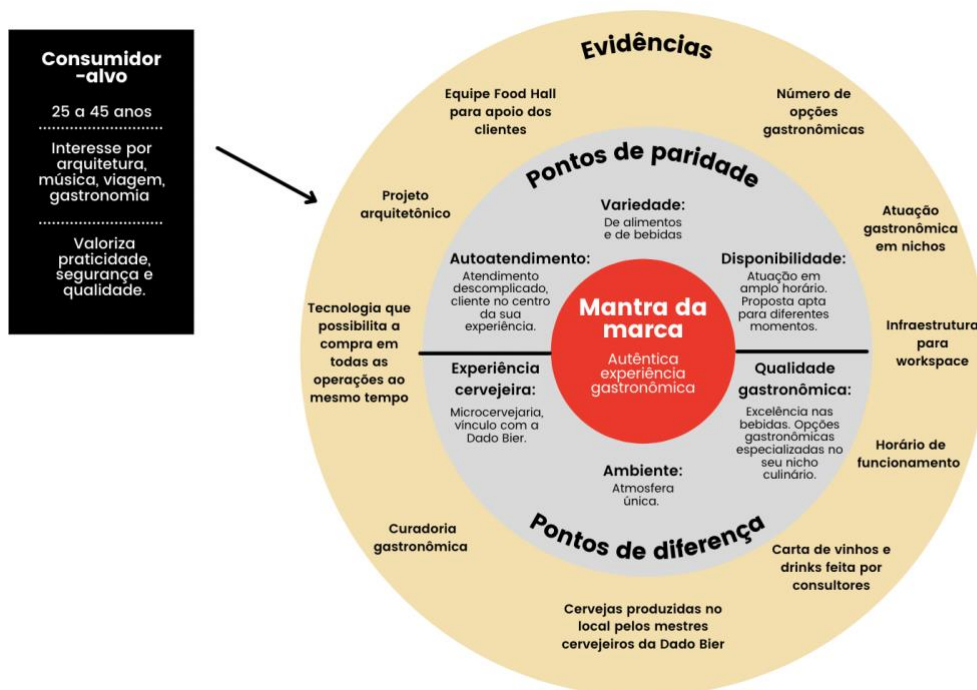 Consumidor
-alvo
25 a 45 anos
Interesse por
arquitetura,
música, viagem,
gastronomia
Valoriza
praticidade,
segurança e
qualidade.
Evidências
Equipe Food Hall
para apoio dos
clientes
Número de
opções
gastronômicas
Projeto
arquitetônico
Atuação
gastronômica
em nichos
Tecnologia que
possibilita a
compra em
todas as
operações ao
mesmo tempo
Infraestrutura
para
workspace
Horário de
funcionamento
Curadoria
gastronômica
Carta de vinhos e
drinks feita por
consultores
Cervejas produzidas no
local pelos mestres
cervejeiros da Dado Bier
Pontos de paridade
Variedade:
De alimentos
e de bebidas
Autoatendimento:
Atendimento
descomplicado,
cliente no centro
da sua
experiência.
Disponibilidade:
Atuação em
amplo horário.
Proposta apta
para diferentes
momentos.
Mantra da
marca
Autêntica
experiência
gastronômica
Experiência
cervejeira:
Microcervejaria,
vínculo com a
Dado Bier.
Qualidade
gastronômica:
Excelência nas
bebidas. Opções
gastronômicas
especializadas no
seu nicho
culinário.
Ambiente:
Atmosfera
única.
Pontos de diferença